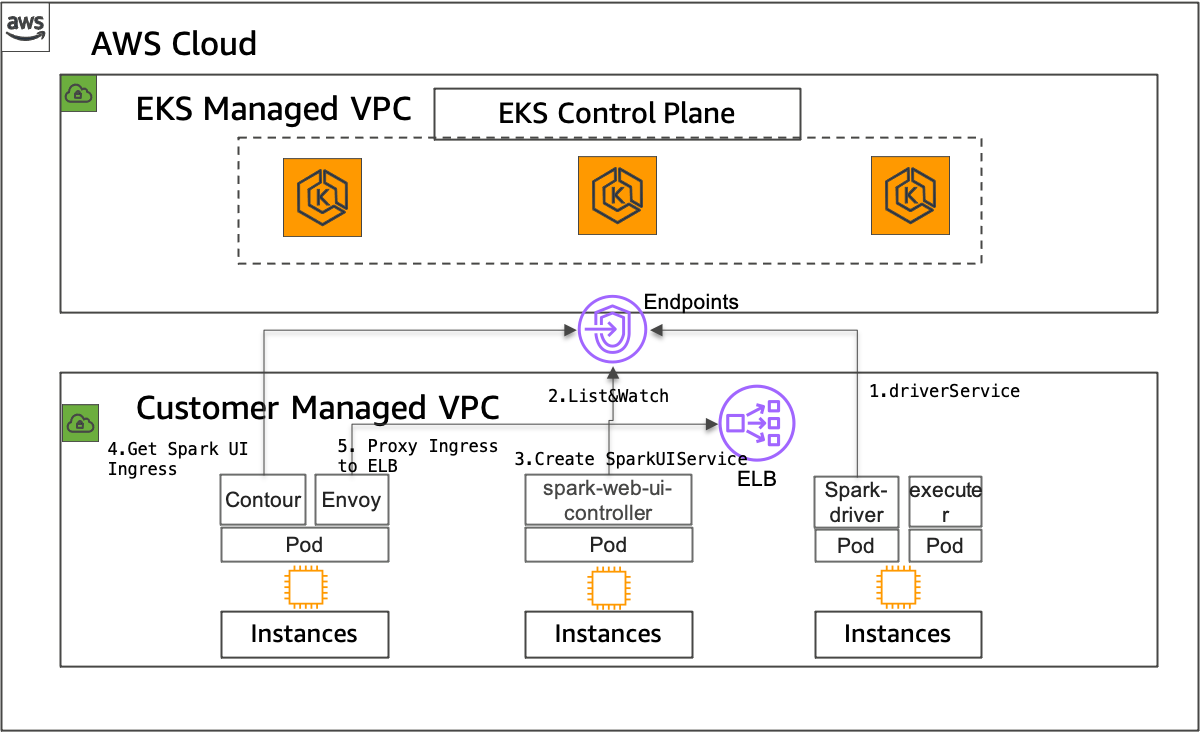 aws
AWS Cloud
EKS Managed VPC
EKS Control Plane
K
K
K
Endpoints
2.List&Watch
1.driverService
Customer Managed VPC
4.Get Spark UI
Ingress
5. Proxy Ingress
to ELB
3.Create SparkUIService
ELB
Contour
Envoy
Pod
Instances
spark-web-ui-
controller
Pod
Instances
Spark-
driver
Pod
execute
r
Pod
Instances